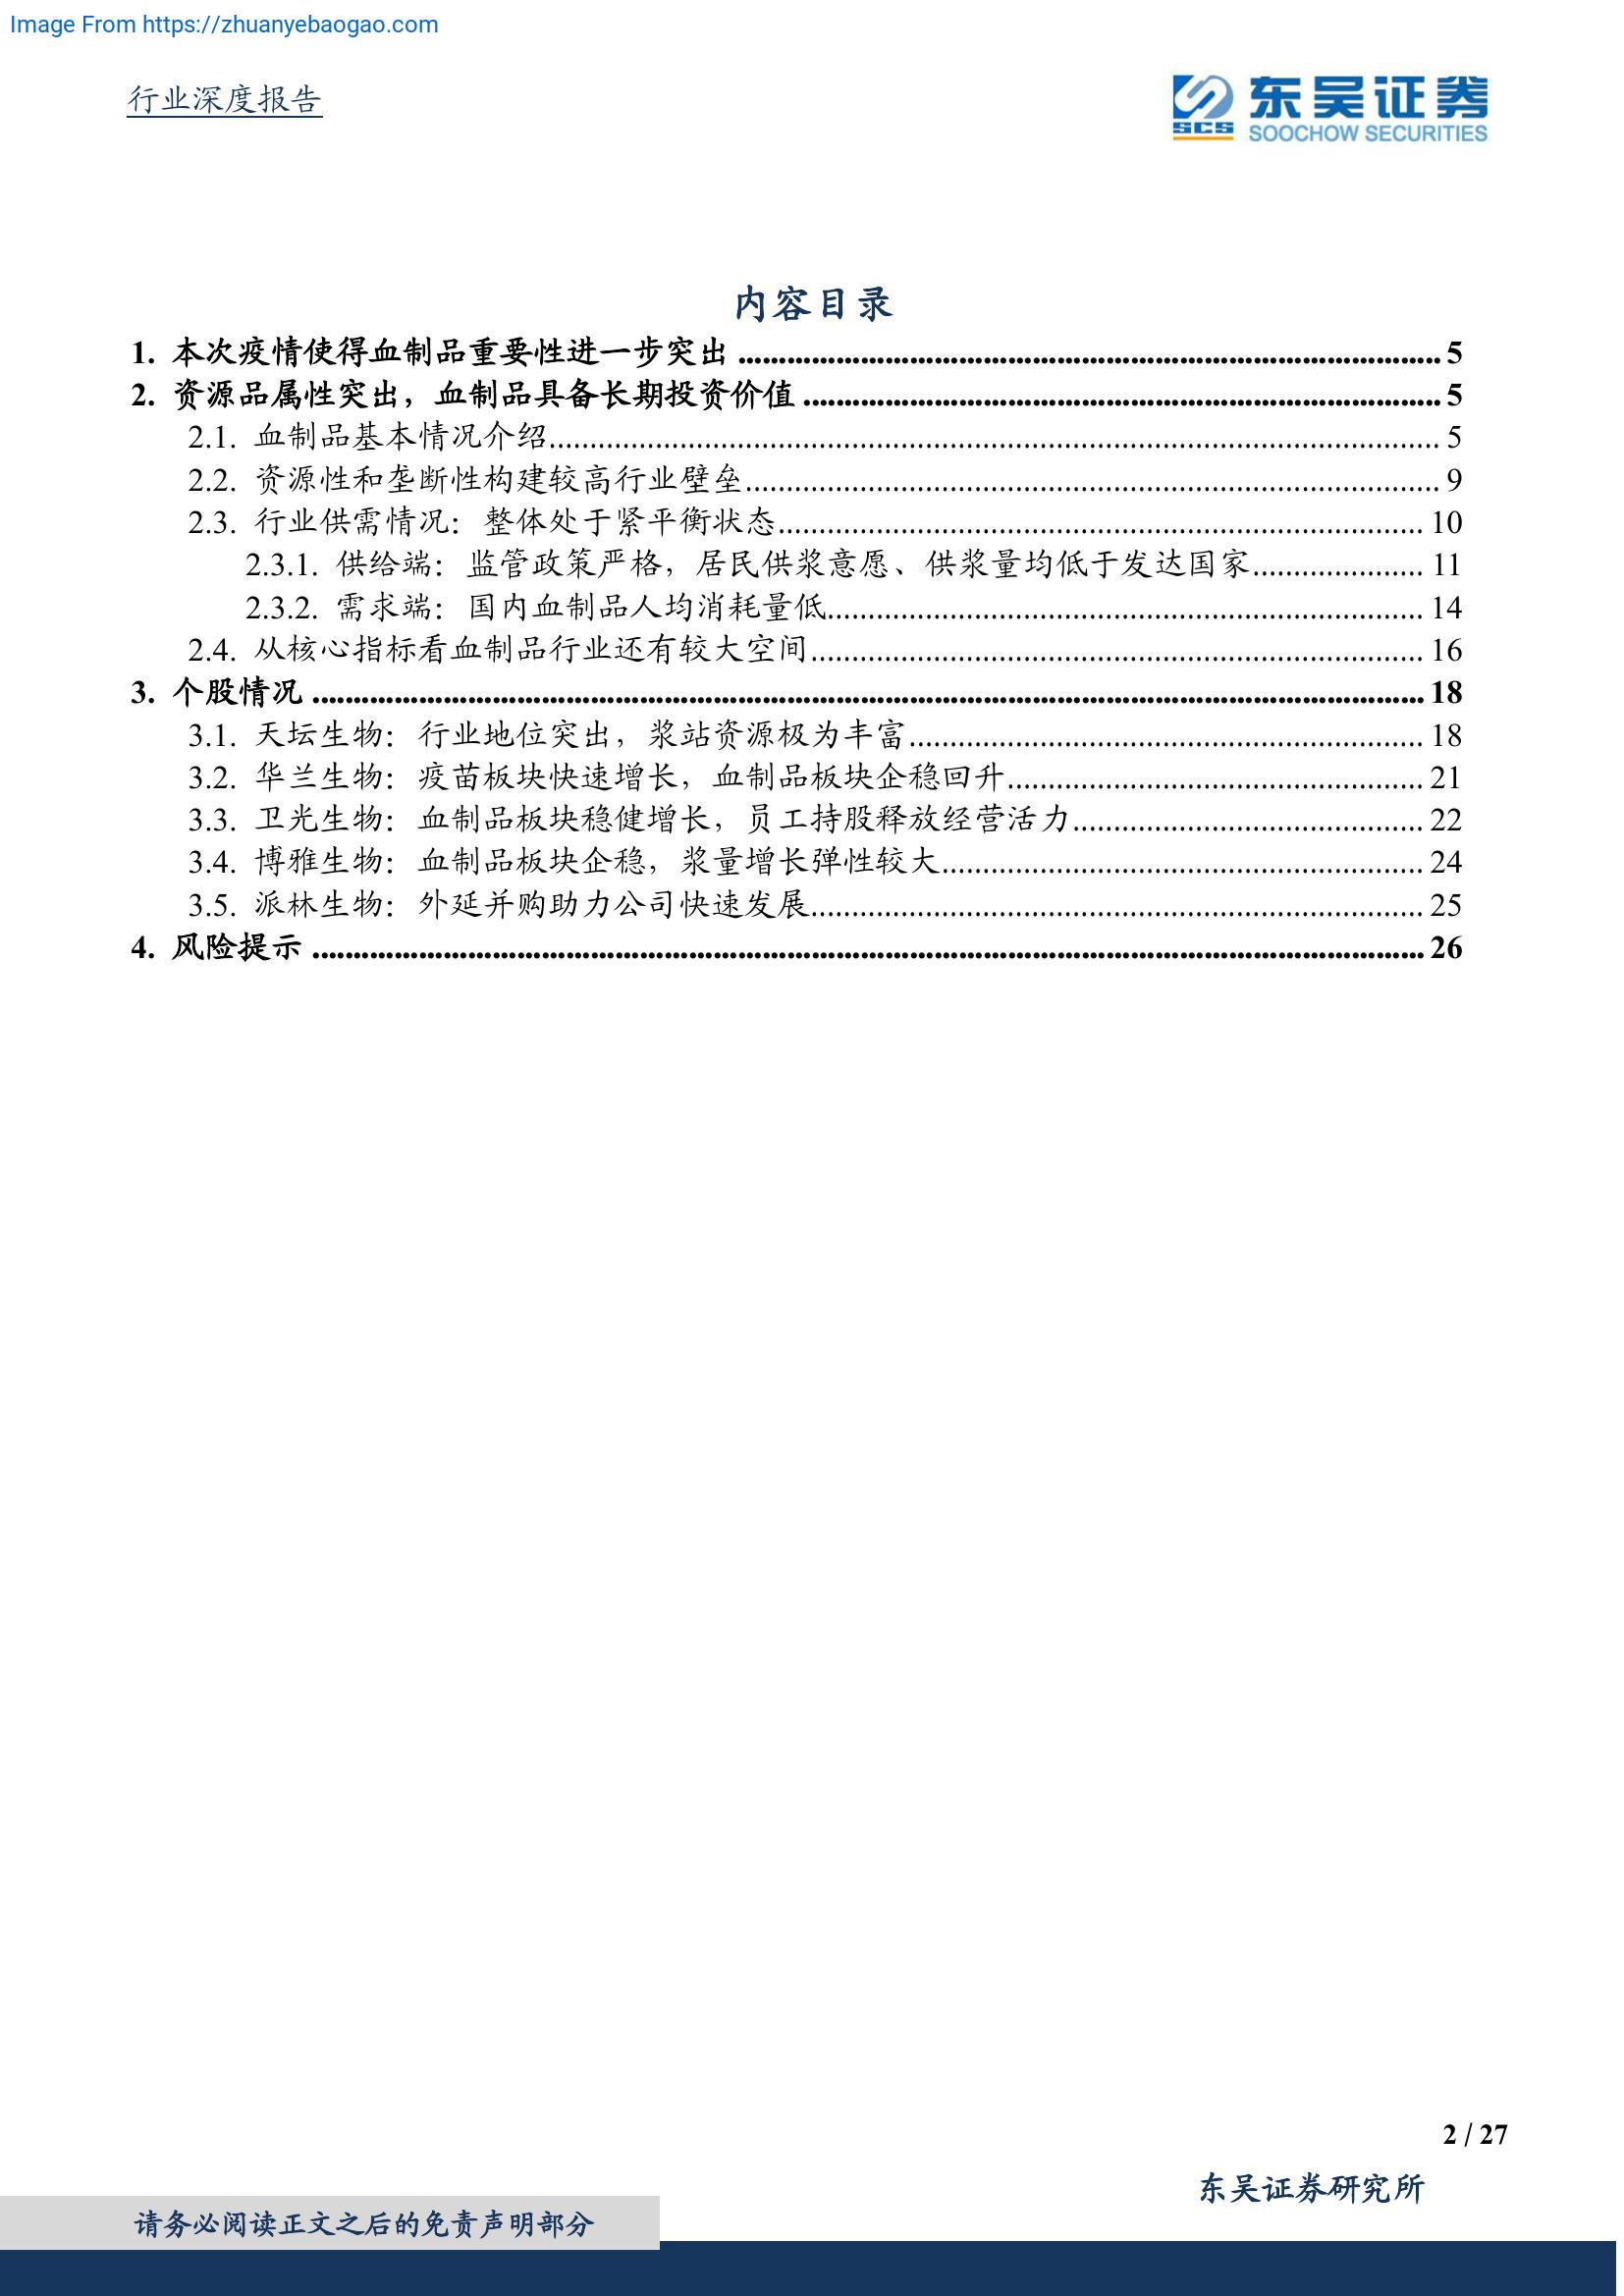 Image From https://zhuanyebaogao.com
行业深度报告
SCS
东吴证券
SOOCHOW SECURITIES
内容目录
1. 本次疫情使得血制品重要性进一步突出 ........ 5
2. 资源品属性突出，血制品具备长期投资价值 ........ 5
2.1. 血制品基本情况介绍........ 5
2.2. 资源性和垄断性构建较高行业壁垒........ 9
2.3. 行业供需情况：整体处于紧平衡状态........ 10
2.3.1. 供给端：监管政策严格，居民供浆意愿、供浆量均低于发达国家........ 11
2.3.2. 需求端：国内血制品人均消耗量低........ 14
2.4. 从核心指标看血制品行业还有较大空间........ 16
3. 个股情况 ........ 18
3.1. 天坛生物：行业地位突出，浆站资源极为丰富........ 18
3.2. 华兰生物：疫苗板块快速增长，血制品板块企稳回升........ 21
3.3. 卫光生物：血制品板块稳健增长，员工持股释放经营活力........ 22
3.4. 博雅生物：血制品板块企稳，浆量增长弹性较大........ 24
3.5. 派林生物：外延并购助力公司快速发展........ 25
4. 风险提示 ........ 26
2 / 27
东吴证券研究所
请务必阅读正文之后的免责声明部分